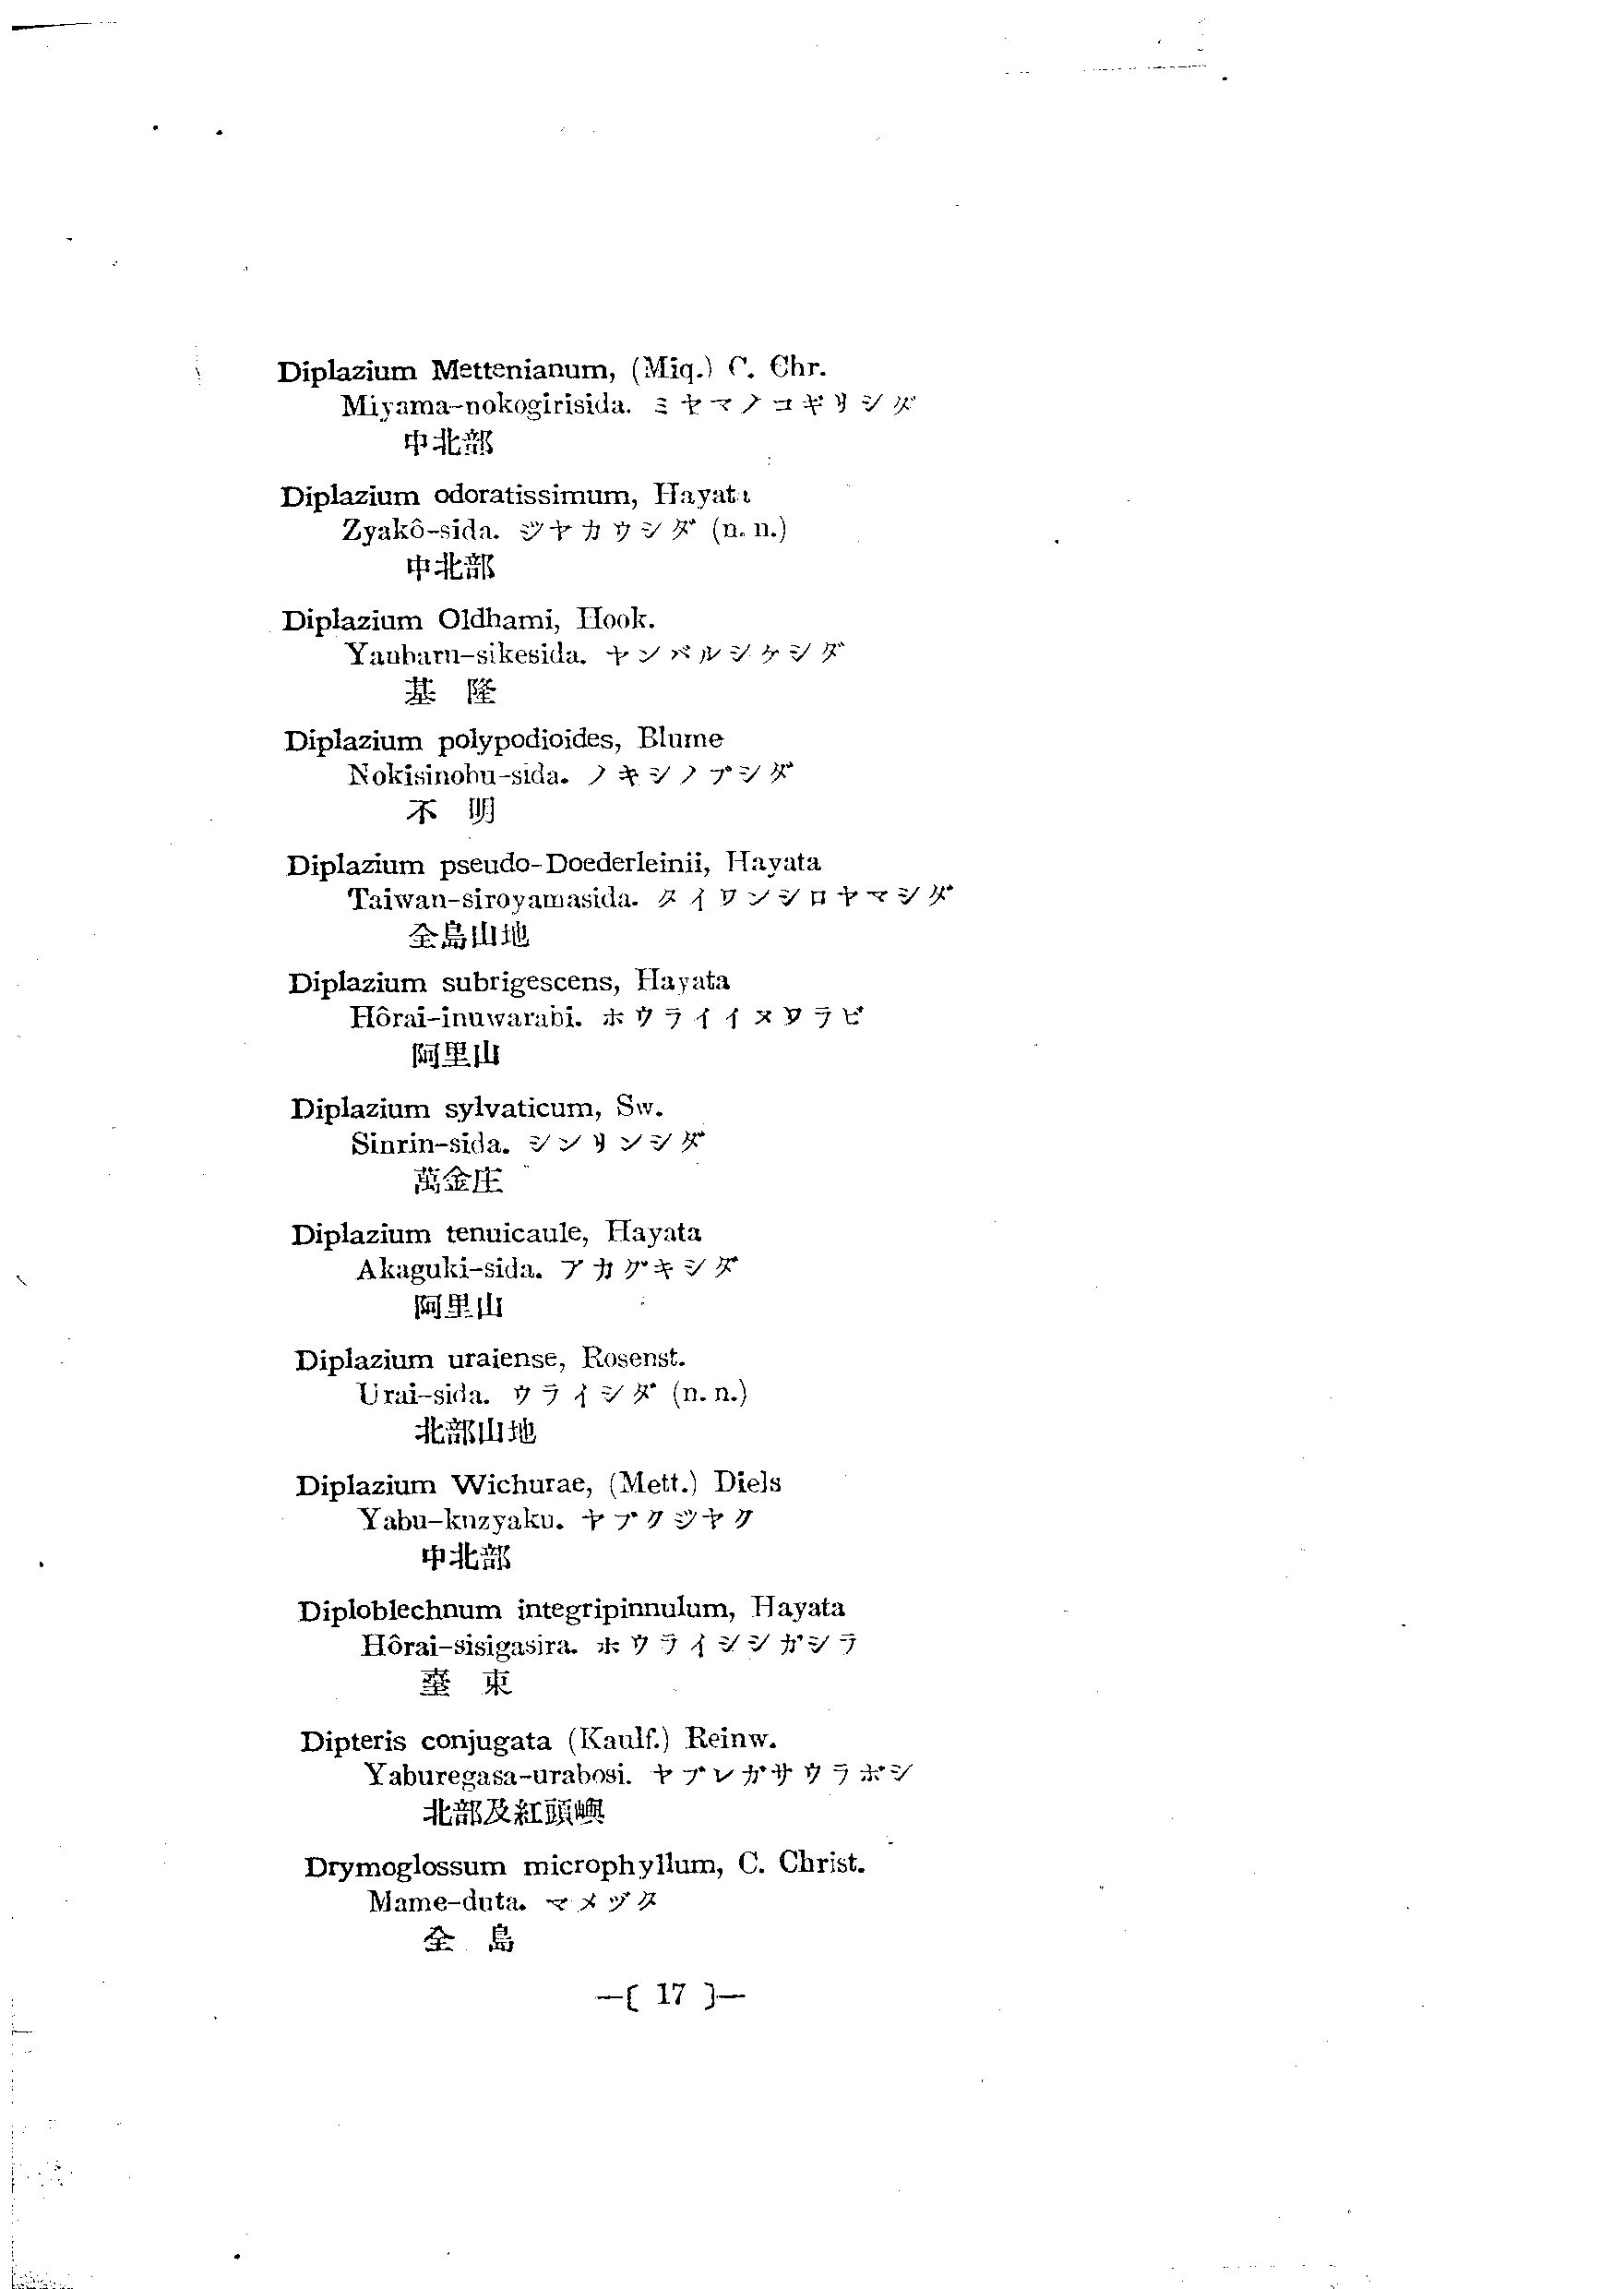 Diplazium Mettenianum, (Miq.) C. Chr.
Miyama-nokogirisida. ミヤマノコギリシダ
中北部
Diplazium odoratissimum, Hayata
Zyakô-sida. ジヤカウシダ (n. n.)
中北部
Diplazium Oldhami, Hook.
Yanbaru-sikesida. ヤンバルシケシダ
基 隆
Diplazium polypodioides, Blume
Nokisinobu-sida. ノキシノブシダ
不 明
Diplazium pseudo-Doederleinii, Hayata
Taiwan-siroyamasida. タイワンシロヤマシダ
全島山地
Diplazium subrigescens, Hayata
Hôrai-inuwarabi. ホウライイヌワラビ
阿里山
Diplazium sylvaticum, Sw.
Sinrin-sida. シンリンシダ
萬金庄
Diplazium tenuicaule, Hayata
Akaguki-sida. アカグキシダ
阿里山
Diplazium uraiense, Rosenst.
Urai-sida. ウライシダ (n. n.)
北部山地
Diplazium Wichurae, (Mett.) Diels
Yabu-kuzyaku. ヤブクジヤク
中北部
Diploblechnum integripinnulum, Hayata
Hôrai-sisigasira. ホウライシシガシラ
臺 東
Dipteris conjugata (Kaulf.) Reinw.
Yaburegasa-urabosi. ヤブレガサウラボシ
北部及紅頭嶼
Drymoglossum microphyllum, C. Christ.
Mame-duta. マメヅタ
全 島
—[ 17 ]—